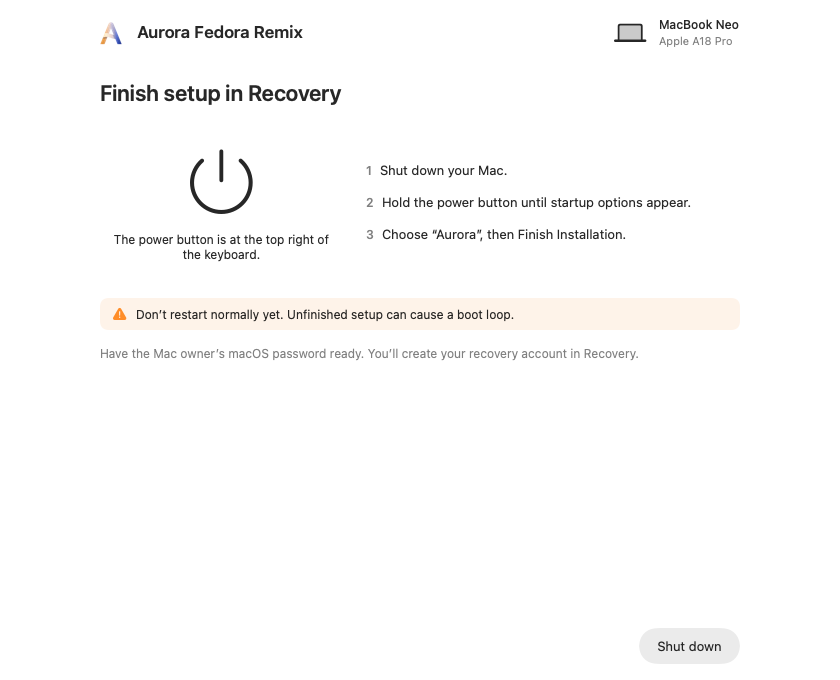 Aurora Fedora Remix
MacBook Neo
Apple A18 Pro
Finish setup in Recovery
The power button is at the top right of
the keyboard.
1 Shut down your Mac.
2 Hold the power button until startup options appear.
3 Choose “Aurora”, then Finish Installation.
Don’t restart normally yet. Unfinished setup can cause a boot loop.
Have the Mac owner’s macOS password ready. You’ll create your recovery account in Recovery.
Shut down